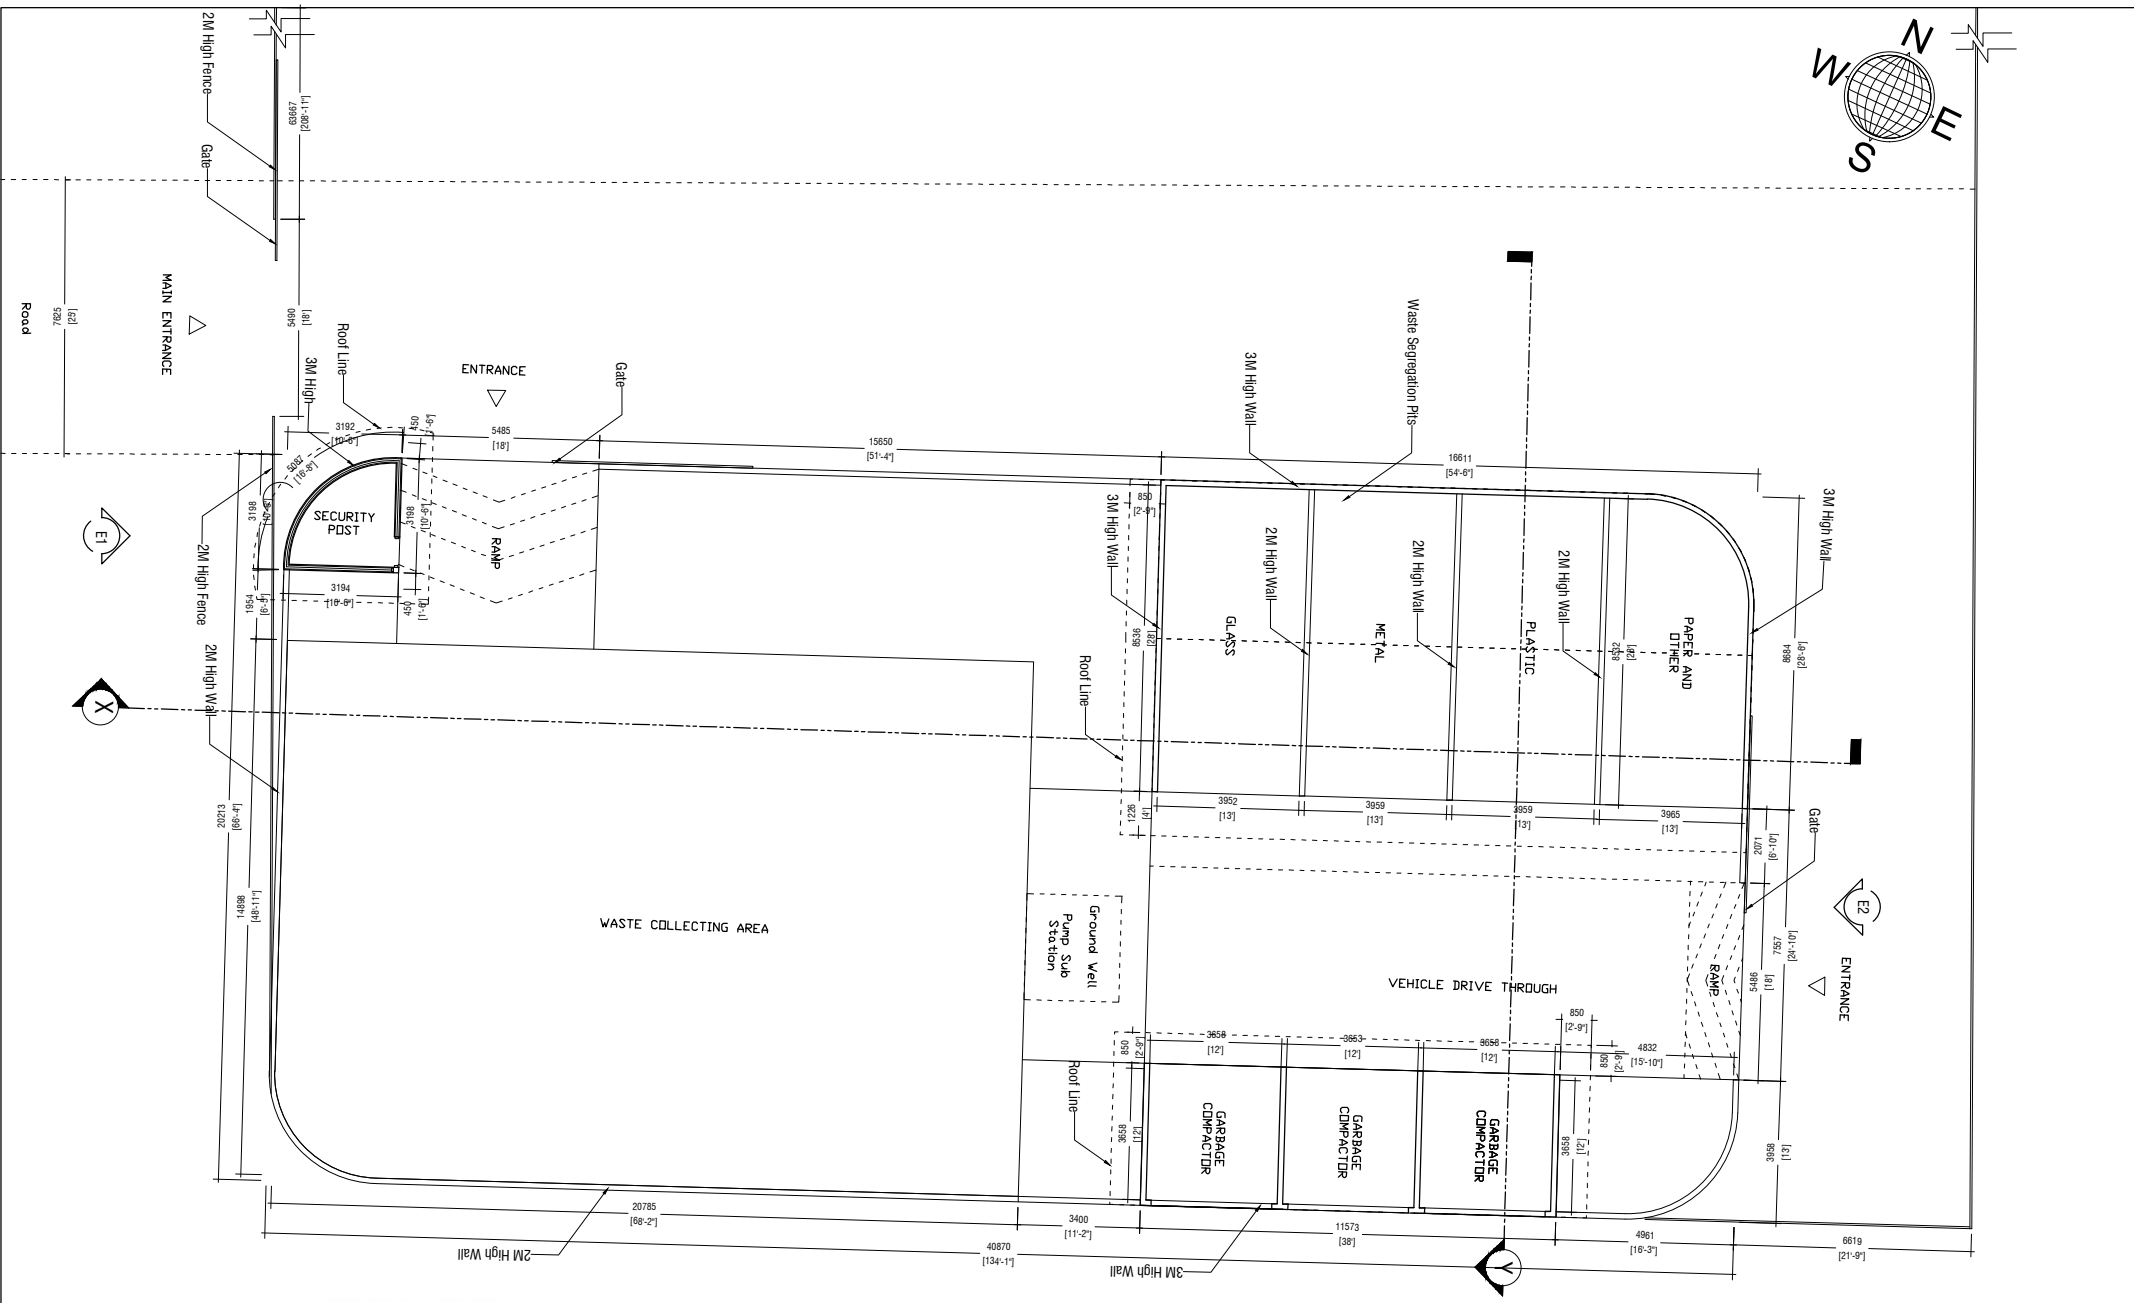 N
W
E
S
2M High Fence
Gate
63667
[208'-1"]
7625
[25']
Road
MAIN ENTRANCE
5490
[18']
Roof Line
3M High
ENTRANCE
Gate
3192
[10'-6"]
450
[1'-6"]
5485
[18']
15650
[51'-4"]
16611
[54'-6"]
5087
[16'-8"]
3198
SECURITY
POST
3198
[10'-6"]
RAMP
3194
[10'-6"]
450
[1'-6"]
1954
[6'-5"]
E1
2M High Fence
2M High Wall
X
20213
[66'-4"]
14898
[48'-11"]
WASTE COLLECTING AREA
3M High Wall
Waste Segregation Pits
3M High Wall
850
[2'-9"]
3M High Wall
2M High Wall
2M High Wall
2M High Wall
8536
[28']
8532
[28']
8684
[28'-6"]
GLASS
METAL
PLASTIC
PAPER AND
OTHER
Roof Line
1226
[4']
3952
[13']
3959
[13']
3959
[13']
3965
[13']
2071
[6'-10"]
Gate
Ground Well
Pump Sub
Station
VEHICLE DRIVE THROUGH
RAMP
5486
[18']
7557
[24'-10"]
E2
ENTRANCE
850
[2'-9"]
3658
[12']
3653
[12']
3658
[12']
850
[2'-9"]
850
[2'-9"]
4832
[15'-10"]
Roof Line
3658
[12']
GARBAGE
COMPACTOR
GARBAGE
COMPACTOR
GARBAGE
COMPACTOR
3658
[12']
3958
[13']
20785
[68'-2"]
3400
[11'-2"]
11573
[38']
4961
[16'-3"]
6619
[21'-9"]
40870
[134'-1"]
2M High Wall
3M High Wall
Y